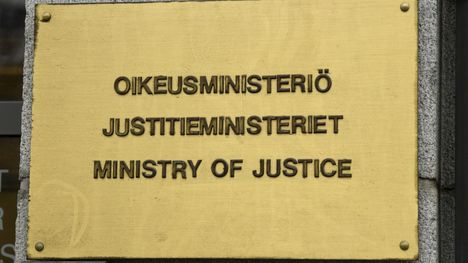 OIKEUSMINISTERIÖ
JUSTITIEMINISTERIET
MINISTRY OF JUSTICE